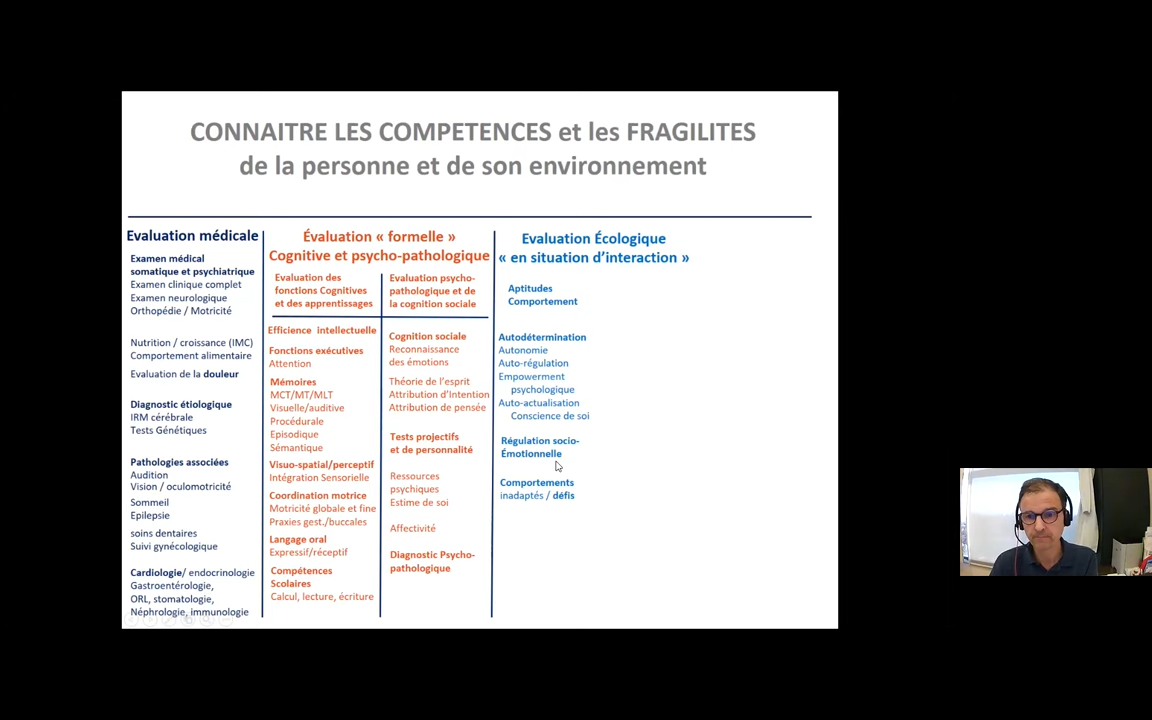 CONNAITRE LES COMPETENCES et les FRAGILITES
de la personne et de son environnement
Evaluation médicale
Examen médical
somatique et psychiatrique
Examen clinique complet
Examen neurologique
Orthopédie / Motricité
Nutrition / croissance (IMC)
Comportement alimentaire
Evaluation de la douleur
Diagnostic étiologique
IRM cérébrale
Tests Génétiques
Pathologies associées
Audition
Vision / oculomotricité
Sommeil
Epilepsie
soins dentaires
Suivi gynécologique
Cardiologie/ endocrinologie
Gastroentérologie,
ORL, stomatologie,
Néphrologie, immunologie
Évaluation « formelle »
Cognitive et psycho-pathologique
Evaluation des
fonctions Cognitives
et des apprentissages
Efficience intellectuelle
Fonctions exécutives
Attention
Mémoires
MCT/MT/MLT
Visuelle/auditive
Procédurale
Episodique
Sémantique
Visuo-spatial/perceptif
Intégration Sensorielle
Coordination motrice
Motricité globale et fine
Praxies gest./buccales
Langage oral
Expressif/réceptif
Compétences
Scolaires
Calcul, lecture, écriture
Evaluation psycho-
pathologique et de
la cognition sociale
Cognition sociale
Reconnaissance
des émotions
Théorie de l'esprit
Attribution d'Intention
Attribution de pensée
Tests projectifs
et de personnalité
Ressources
psychiques
Estime de soi
Affectivité
Diagnostic Psycho-
pathologique
Evaluation Écologique
« en situation d'interaction »
Aptitudes
Comportement
Autodétermination
Autonomie
Auto-régulation
Empowerment
psychologique
Auto-actualisation
Conscience de soi
Régulation socio-
Émotionnelle
Comportements
inadaptés / défis